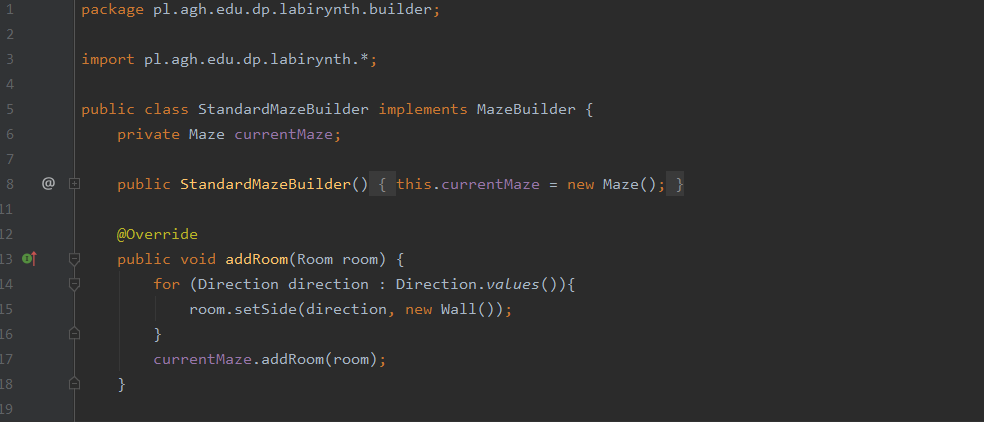 1 package pl.agh.edu.dp.labirynth.builder;
2
3 import pl.agh.edu.dp.labirynth.*;
4
5 public class StandardMazeBuilder implements MazeBuilder {
6 private Maze currentMaze;
7
8 @ public StandardMazeBuilder() { this.currentMaze = new Maze(); }
11
12 @Override
13 public void addRoom(Room room) {
14 for (Direction direction : Direction.values()){
15 room.setSide(direction, new Wall());
16 }
17 currentMaze.addRoom(room);
18 }
19